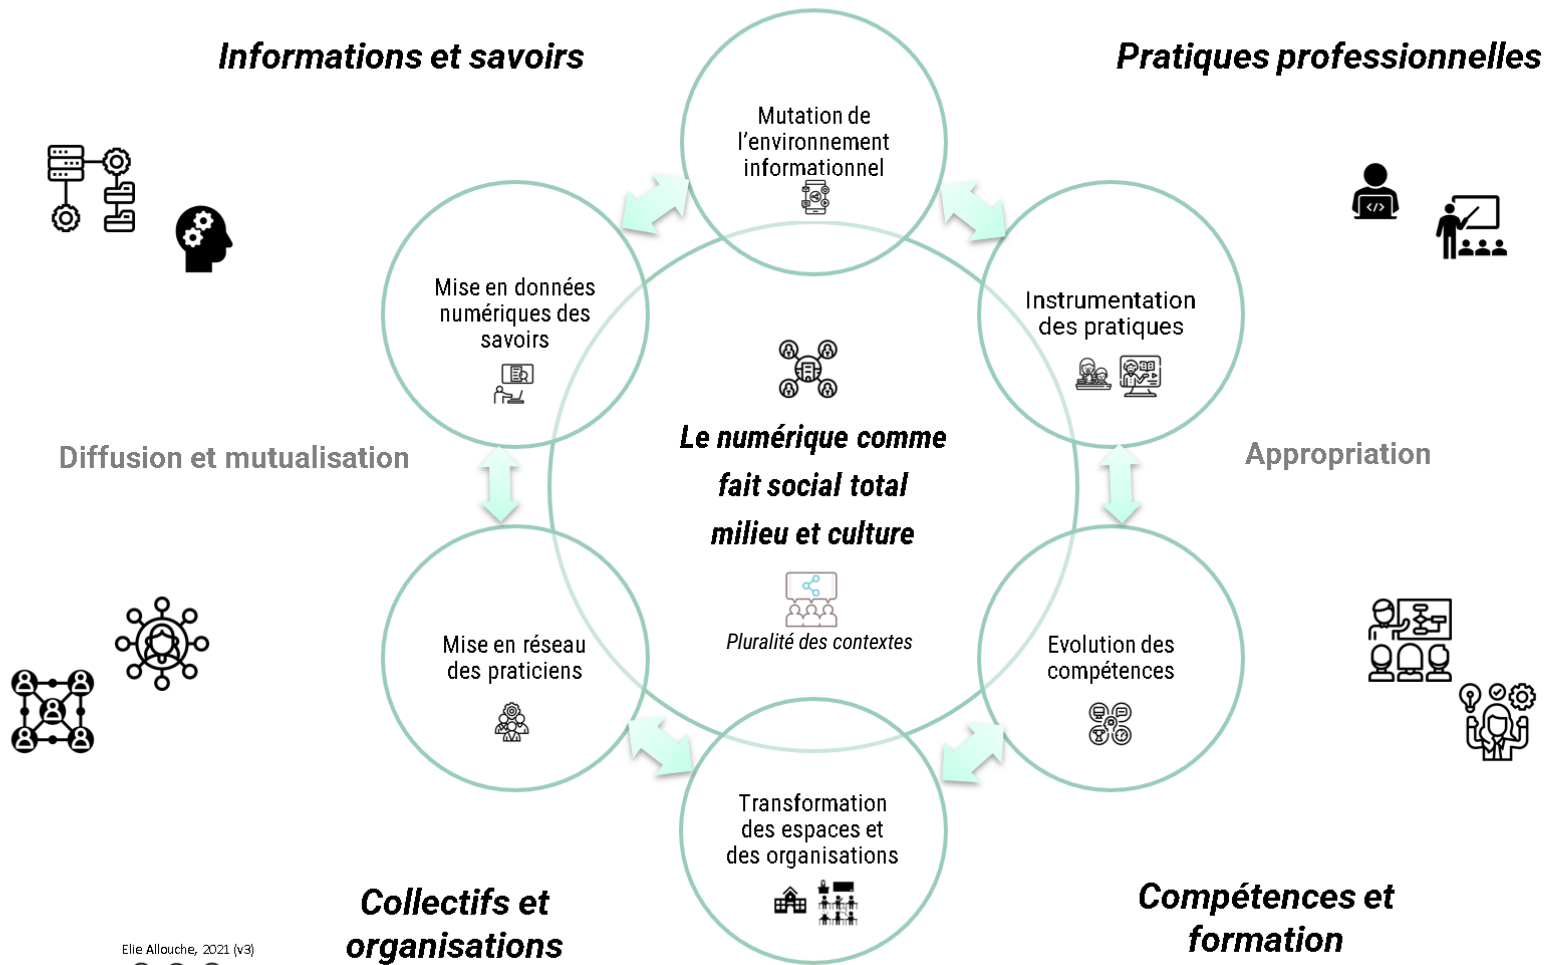 Informations et savoirs
Pratiques professionnelles
Mutation de
l'environnement
informationnel
Mise en données
numériques des
savoirs
Instrumentation
des pratiques
</>
Le numérique comme
fait social total
milieu et culture
Diffusion et mutualisation
Appropriation
Pluralité des contextes
Mise en réseau
des praticiens
Evolution des
compétences
Transformation
des espaces et
des organisations
Collectifs et
organisations
Compétences et
formation
Elie Allouche, 2021 (v3)